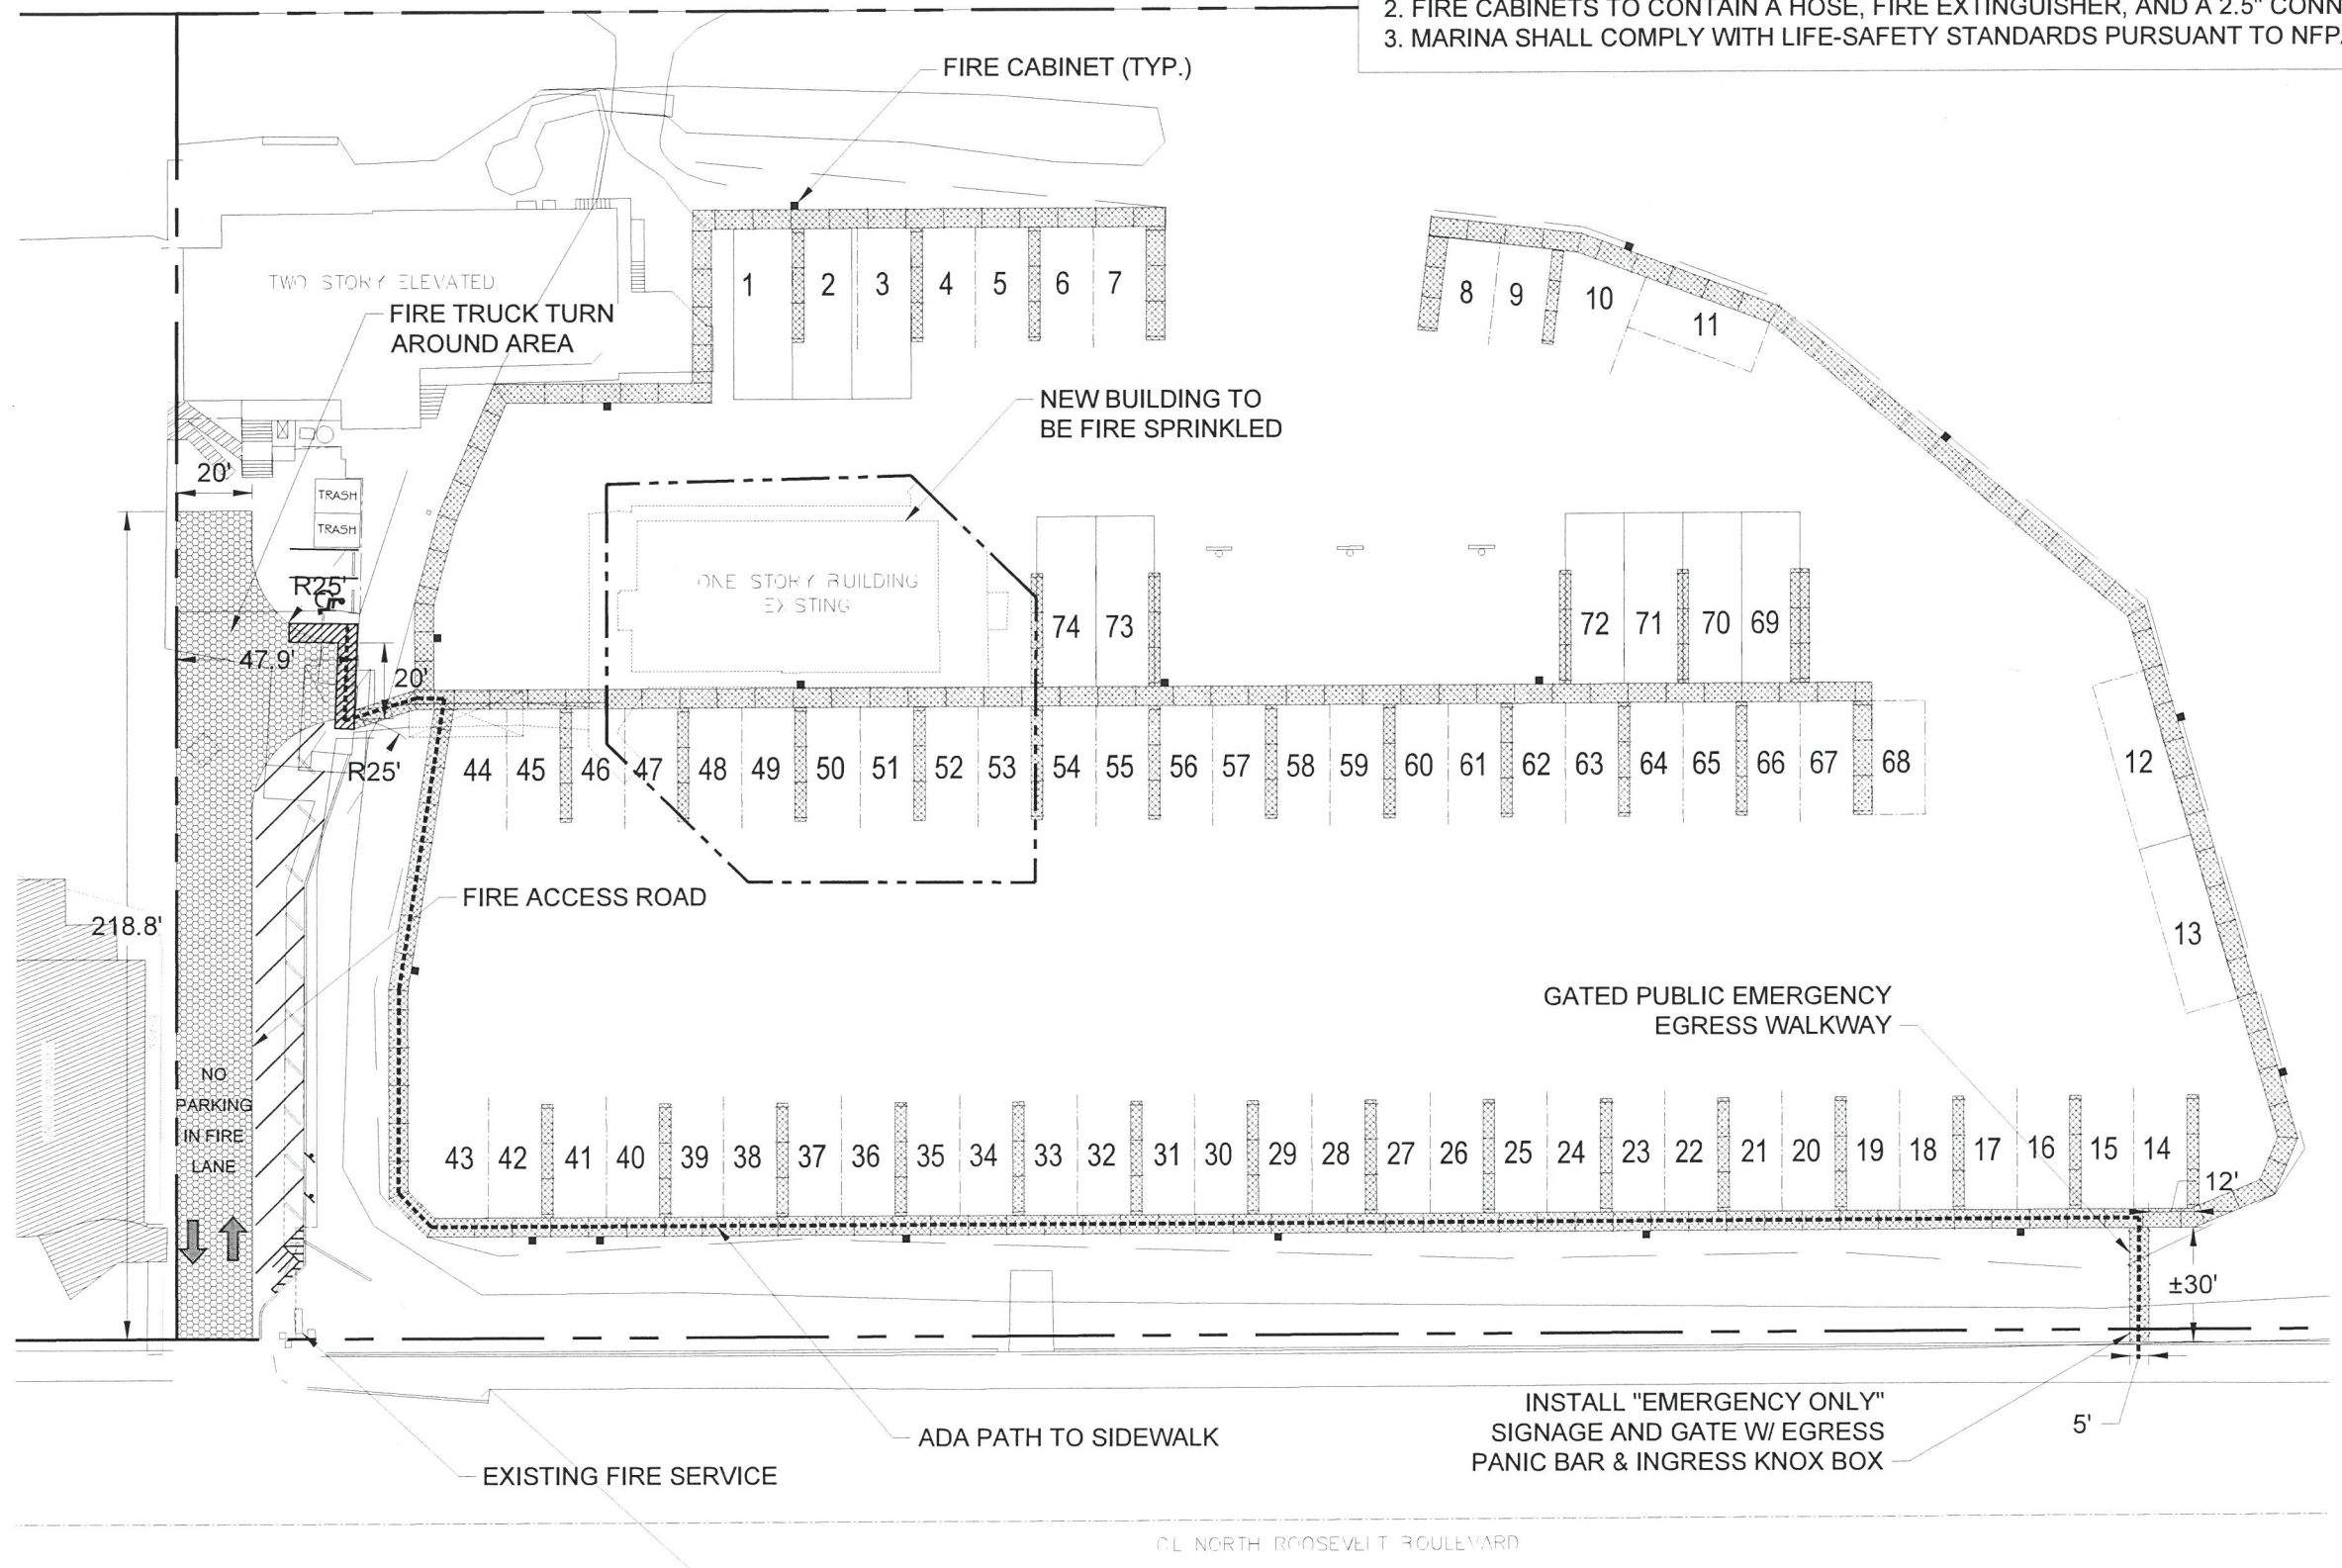 2. FIRE CABINETS TO CONTAIN A HOSE, FIRE EXTINGUISHER, AND A 2.5" CONN
3. MARINA SHALL COMPLY WITH LIFE-SAFETY STANDARDS PURSUANT TO NFPA
FIRE CABINET (TYP.)
TWO STORY ELEVATED
FIRE TRUCK TURN
AROUND AREA
1 2 3 4 5 6 7
8 9 10 11
NEW BUILDING TO
BE FIRE SPRINKLED
20'
TRASH
TRASH
R25'
ONE STORY BUILDING
EXISTING
74 73
72 71 70 69
47.9'
20'
R25'
44 45 46 47 48 49 50 51 52 53 54 55 56 57 58 59 60 61 62 63 64 65 66 67 68
12
13
FIRE ACCESS ROAD
218.8'
GATED PUBLIC EMERGENCY
EGRESS WALKWAY
NO
PARKING
IN FIRE
LANE
43 42 41 40 39 38 37 36 35 34 33 32 31 30 29 28 27 26 25 24 23 22 21 20 19 18 17 16 15 14
12'
±30'
INSTALL "EMERGENCY ONLY"
SIGNAGE AND GATE W/ EGRESS
PANIC BAR & INGRESS KNOX BOX
5'
ADA PATH TO SIDEWALK
EXISTING FIRE SERVICE
CL NORTH ROOSEVELT BOULEVARD